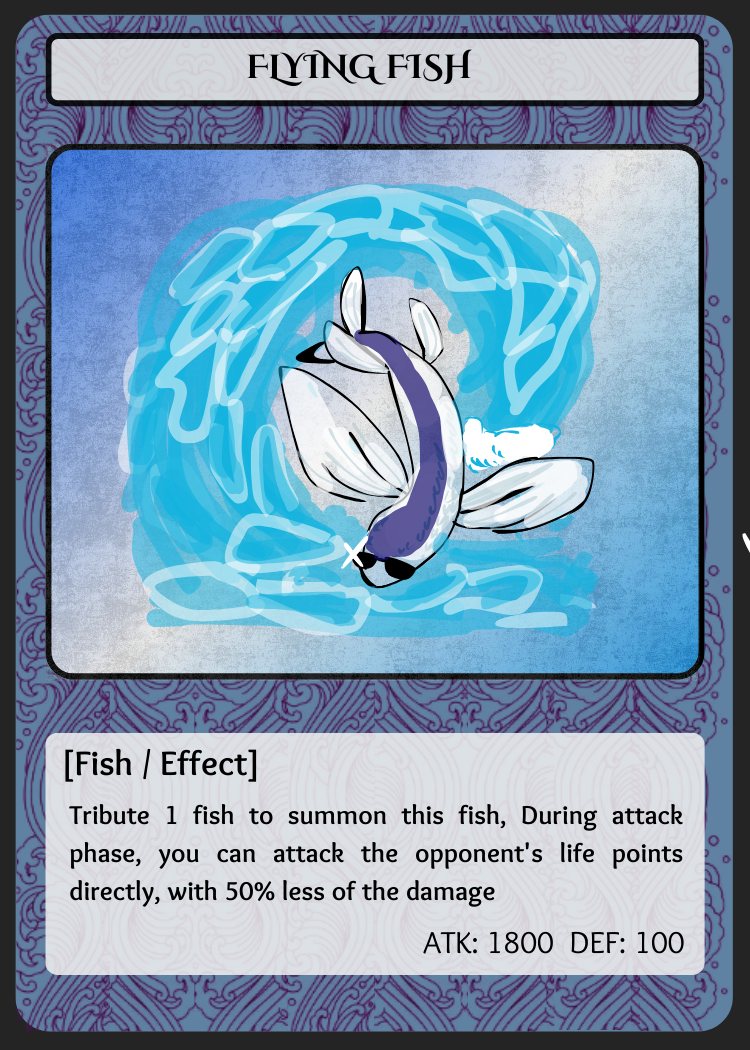 FLYING FISH
[Fish / Effect]
Tribute 1 fish to summon this fish, During attack
phase, you can attack the opponent's life points
directly, with 50% less of the damage
ATK: 1800 DEF: 100